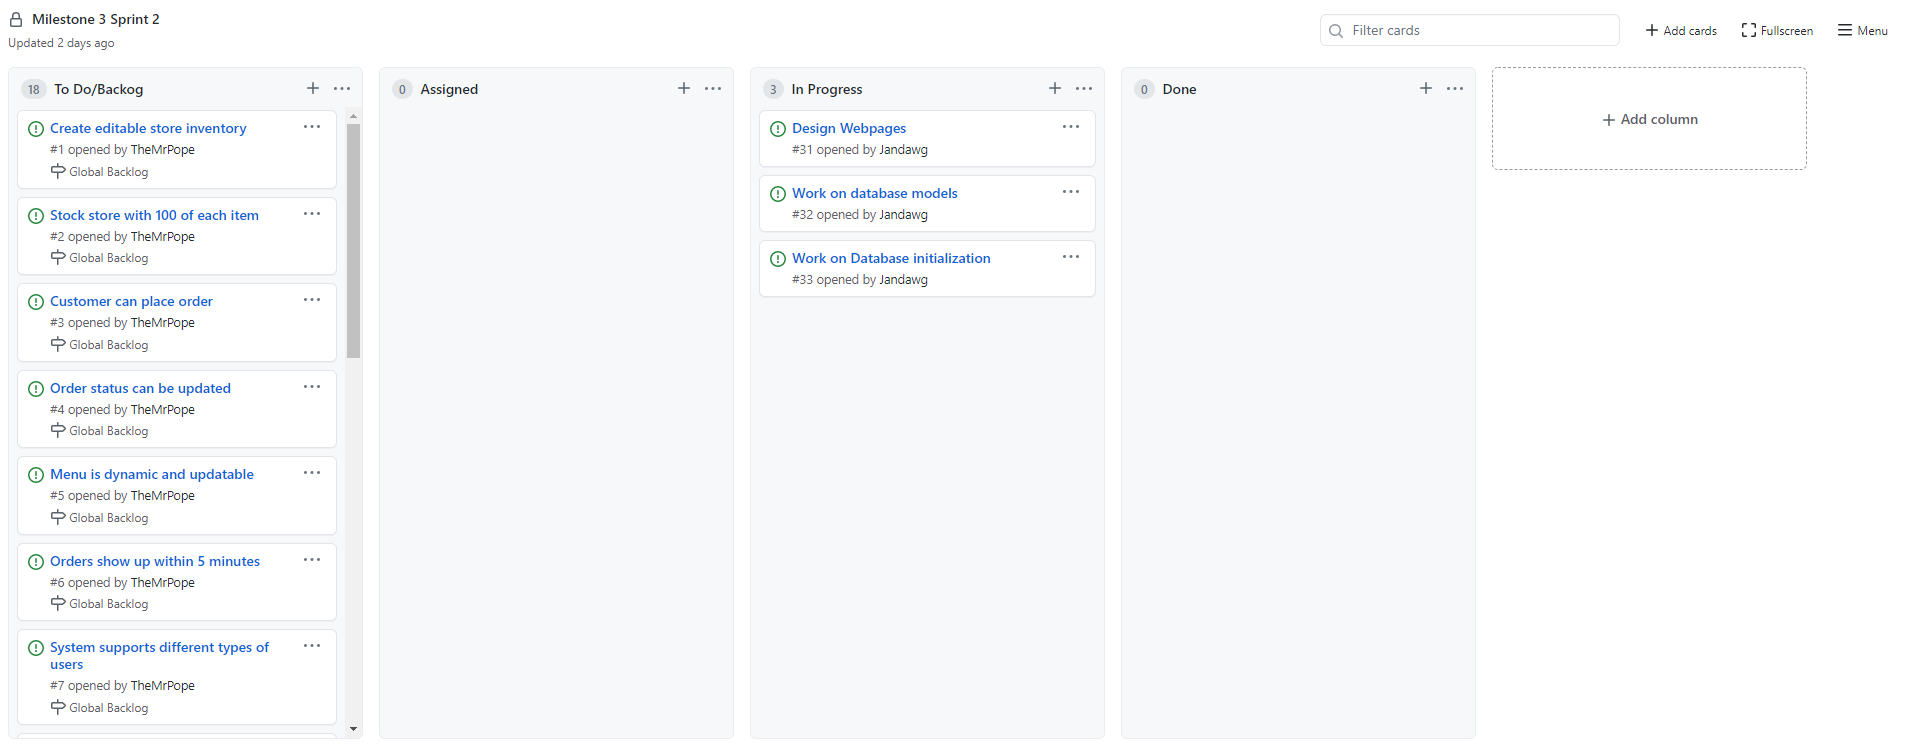 Milestone 3 Sprint 2
Updated 2 days ago
Filter cards
Add cards
Fullscreen
Menu
18 To Do/Backog
Create editable store inventory
#1 opened by TheMrPope
Global Backlog
Stock store with 100 of each item
#2 opened by TheMrPope
Global Backlog
Customer can place order
#3 opened by TheMrPope
Global Backlog
Order status can be updated
#4 opened by TheMrPope
Global Backlog
Menu is dynamic and updatable
#5 opened by TheMrPope
Global Backlog
Orders show up within 5 minutes
#6 opened by TheMrPope
Global Backlog
System supports different types of
users
#7 opened by TheMrPope
Global Backlog
0 Assigned
3 In Progress
Design Webpages
#31 opened by Jandawg
Work on database models
#32 opened by Jandawg
Work on Database initialization
#33 opened by Jandawg
0 Done
Add column